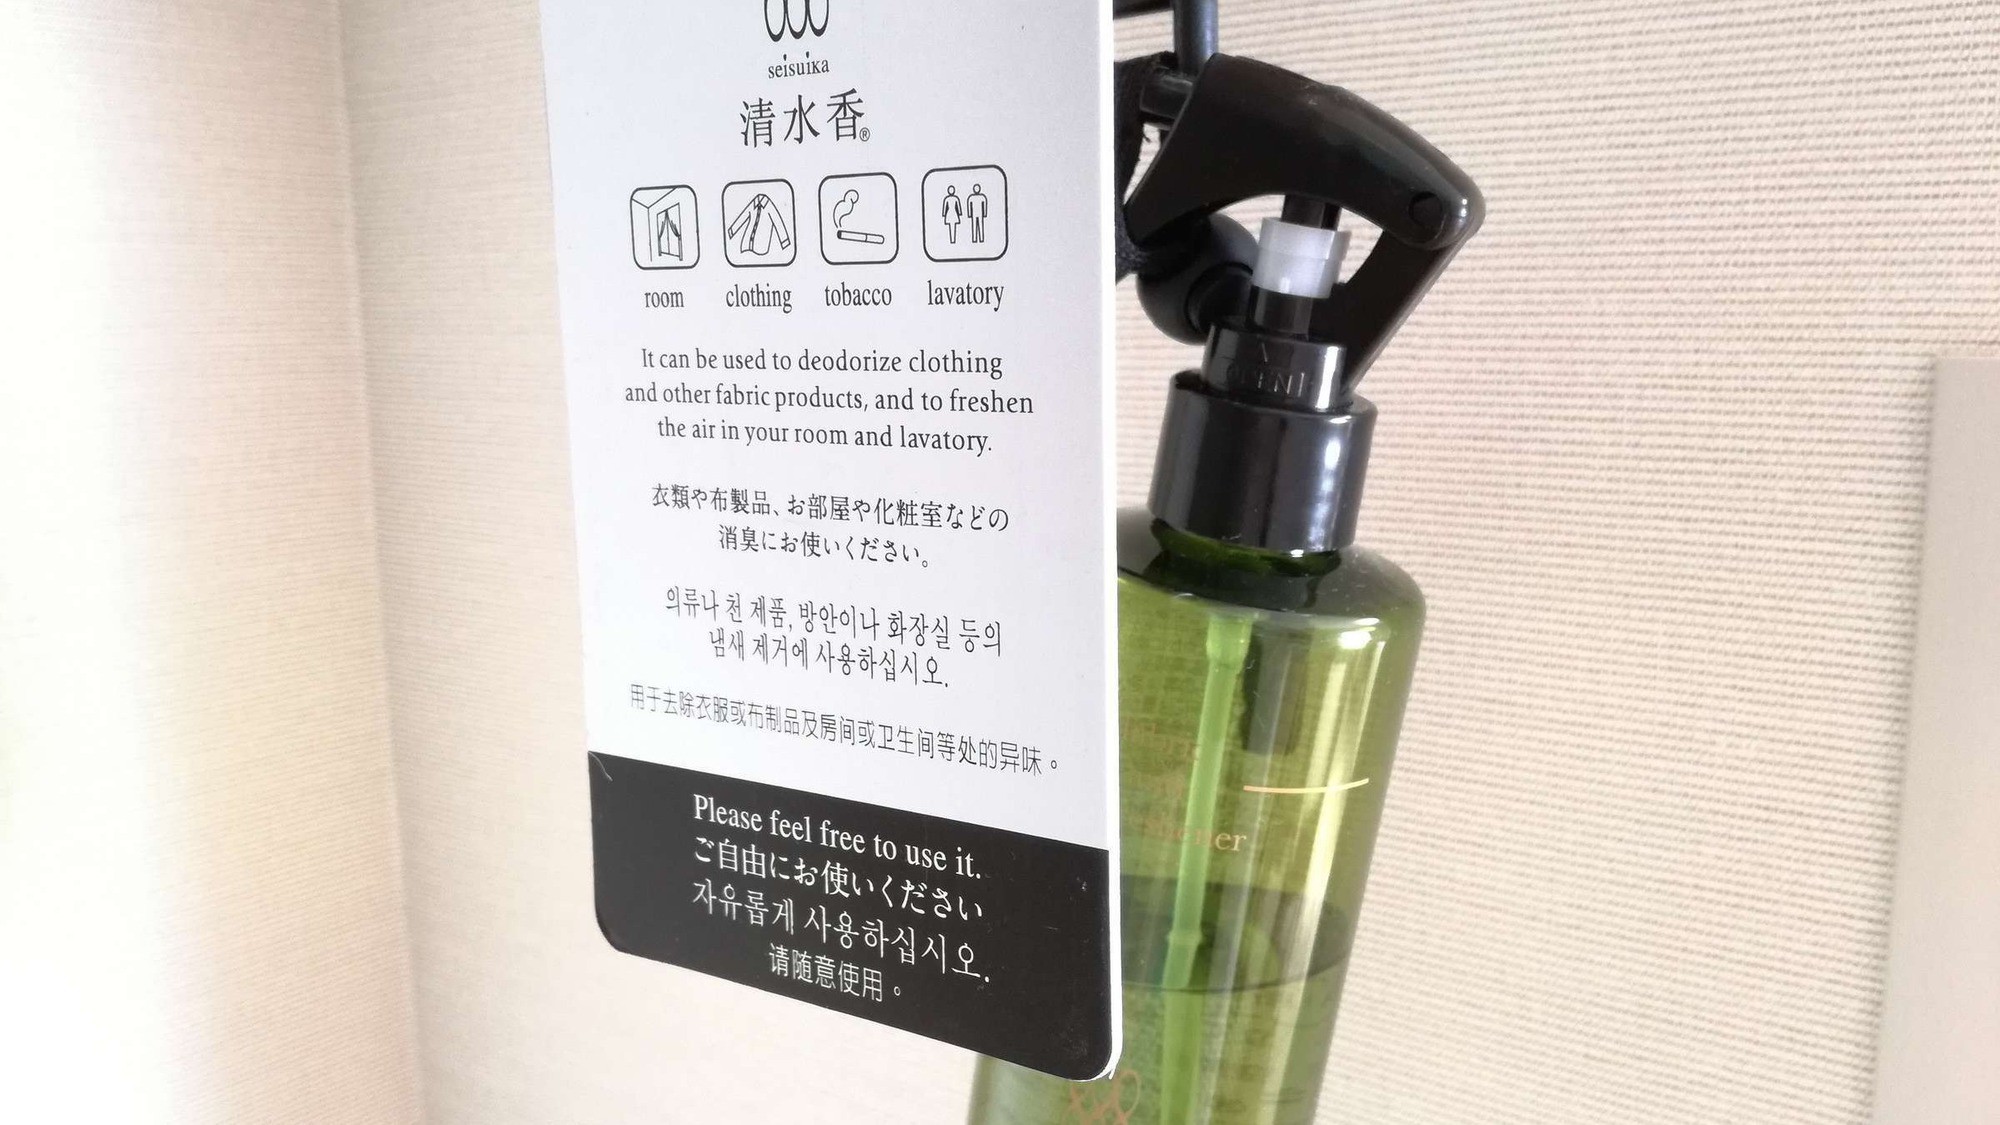 seisuika
清水香®
room clothing tobacco lavatory
It can be used to deodorize clothing
and other fabric products, and to freshen
the air in your room and lavatory.
衣類や布製品、お部屋や化粧室などの
消臭にお使いください。
의류나 천 제품, 방안이나 화장실 등의
냄새 제거에 사용하십시오.
用于去除衣服或布制品及房间或卫生间等处的异味。
Please feel free to use it.
ご自由にお使いください
자유롭게 사용하십시오.
请随意使用。
OPEN